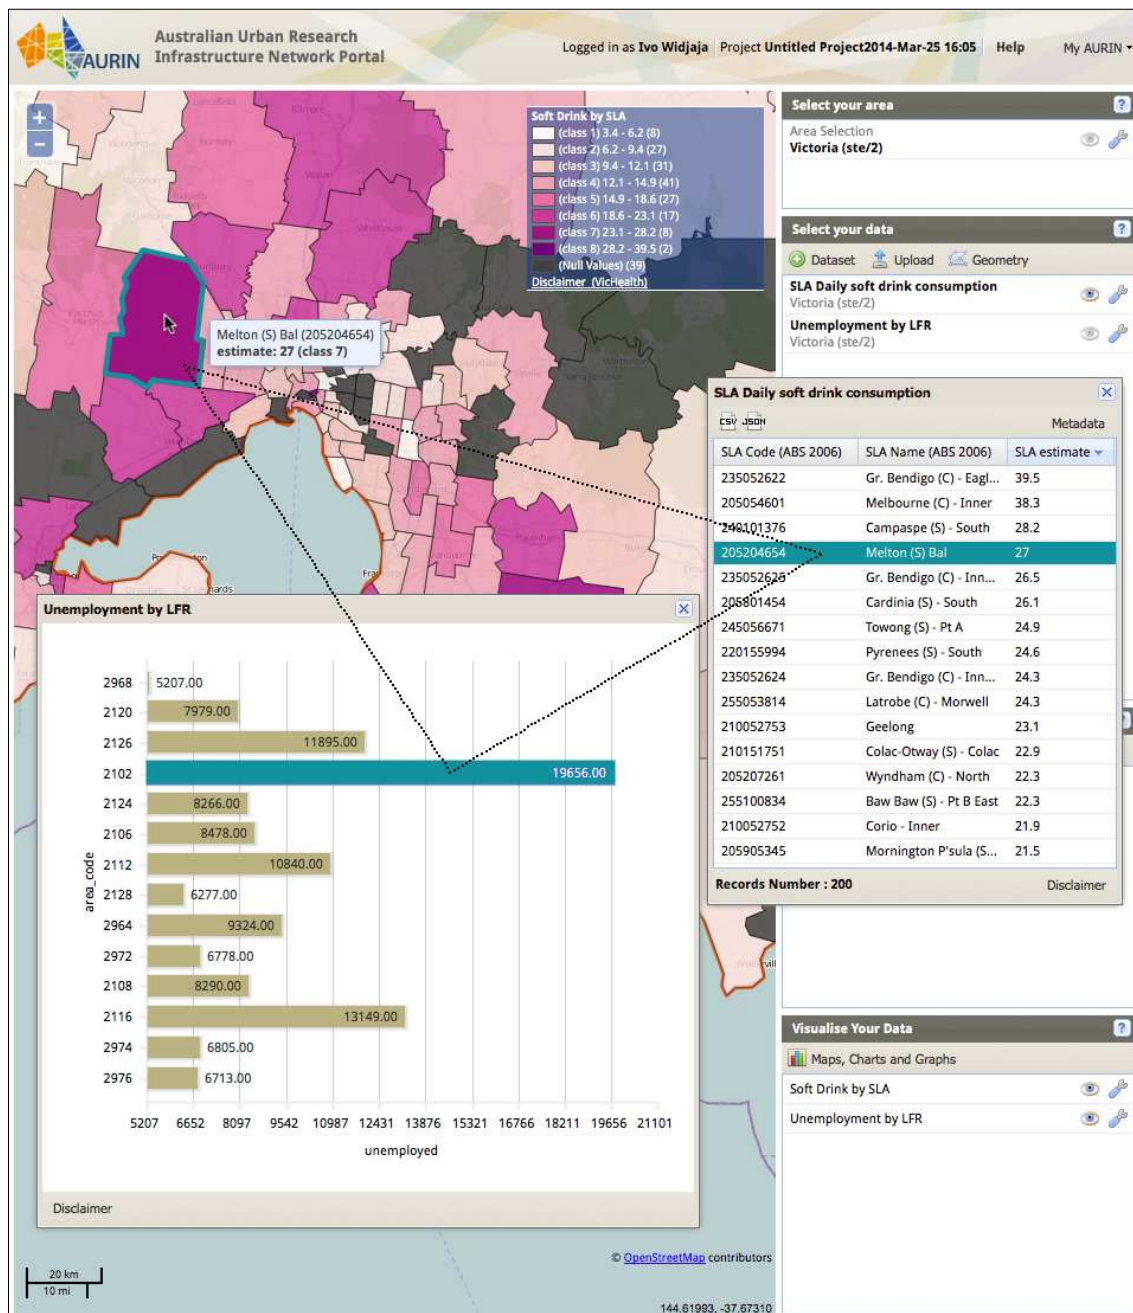 AURIN
Australian Urban Research
Infrastructure Network Portal
Logged in as Ivo Widjaja Project Untitled Project2014-Mar-25 16:05 Help My AURIN
Soft Drink by SLA
(class 1) 3.4 - 6.2 (8)
(class 2) 6.2 - 9.4 (27)
(class 3) 9.4 - 12.1 (31)
(class 4) 12.1 - 14.9 (41)
(class 5) 14.9 - 18.6 (27)
(class 6) 18.6 - 23.1 (17)
(class 7) 23.1 - 28.2 (8)
(class 8) 28.2 - 39.5 (2)
(Null Values) (39)
Disclaimer (VicHealth)
Melton (S) Bal (205204654)
estimate: 27 (class 7)
Select your area
Area Selection
Victoria (ste/2)
Select your data
Dataset Upload Geometry
SLA Daily soft drink consumption
Victoria (ste/2)
Unemployment by LFR
Victoria (ste/2)
SLA Daily soft drink consumption
CSV JSON Metadata
SLA Code (ABS 2006) SLA Name (ABS 2006) SLA estimate
235052622 Gr. Bendigo (C) - Eagl... 39.5
205054601 Melbourne (C) - Inner 38.3
240101376 Campaspe (S) - South 28.2
205204654 Melton (S) Bal 27
235052625 Gr. Bendigo (C) - Inn... 26.5
205801454 Cardinia (S) - South 26.1
245056671 Towong (S) - Pt A 24.9
220155994 Pyrenees (S) - South 24.6
235052624 Gr. Bendigo (C) - Inn... 24.3
255053814 Latrobe (C) - Morwell 24.3
210052753 Geelong 23.1
210151751 Colac-Otway (S) - Colac 22.9
205207261 Wyndham (C) - North 22.3
255100834 Baw Baw (S) - Pt B East 22.3
210052752 Corio - Inner 21.9
205905345 Mornington P'sula (S... 21.5
Records Number : 200 Disclaimer
Unemployment by LFR
area_code
2968 5207.00
2120 7979.00
2126 11895.00
2102 19656.00
2124 8266.00
2106 8478.00
2112 10840.00
2128 6277.00
2964 9324.00
2972 6778.00
2108 8290.00
2116 13149.00
2974 6805.00
2976 6713.00
5207 6652 8097 9542 10987 12431 13876 15321 16766 18211 19656 21101
unemployed
Disclaimer
Visualise Your Data
Maps, Charts and Graphs
Soft Drink by SLA
Unemployment by LFR
© OpenStreetMap contributors
20 km
10 mi
144.61993, -37.67310